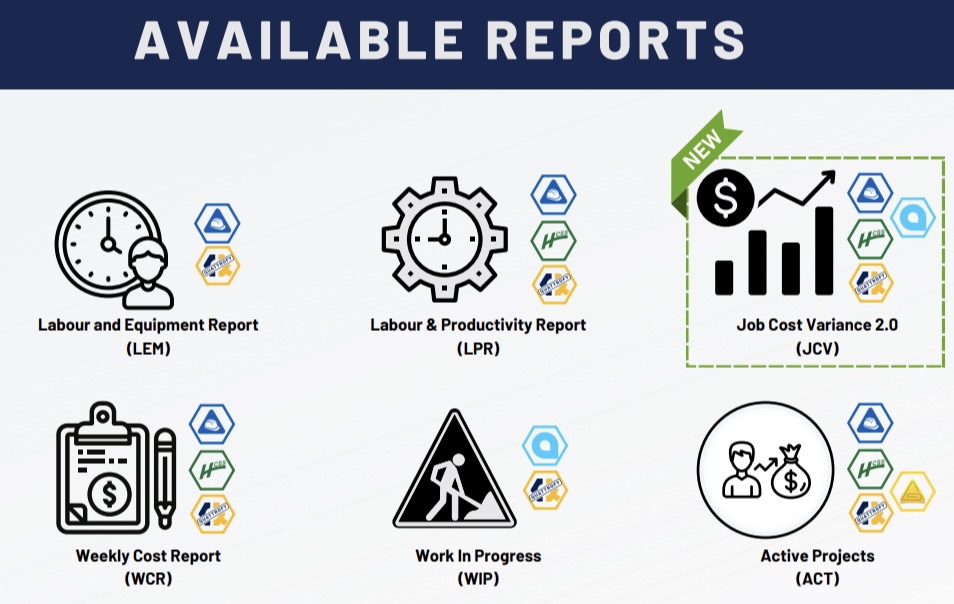 AVAILABLE REPORTS
NEW
Labour and Equipment Report
(LEM)
Labour & Productivity Report
(LPR)
Job Cost Variance 2.0
(JCV)
Weekly Cost Report
(WCR)
Work In Progress
(WIP)
Active Projects
(ACT)